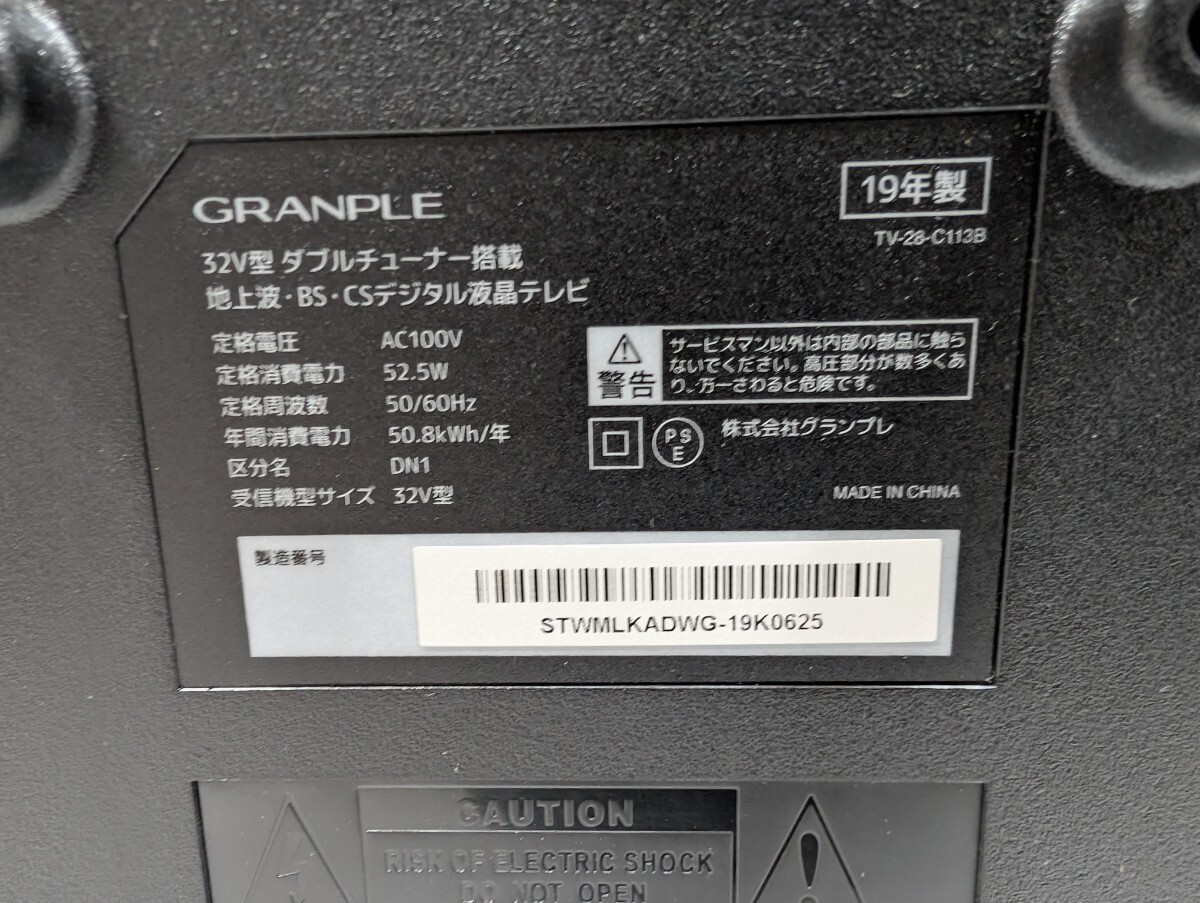 GRANPLE
19年製
TV-28-C113B
32V型 ダブルチューナー搭載
地上波・BS・CSデジタル液晶テレビ
定格電圧 AC100V
定格消費電力 52.5W
定格周波数 50/60Hz
年間消費電力 50.8kWh/年
区分名 DN1
受信機型サイズ 32V型
警告
サービスマン以外は内部の部品に触ら
ないでください。高圧部分が数多くあ
り、万一さわると危険です。
PS
E
株式会社グランプレ
MADE IN CHINA
製造番号
STWMLKADWG-19K0625
CAUTION
RISK OF ELECTRIC SHOCK
DO NOT OPEN